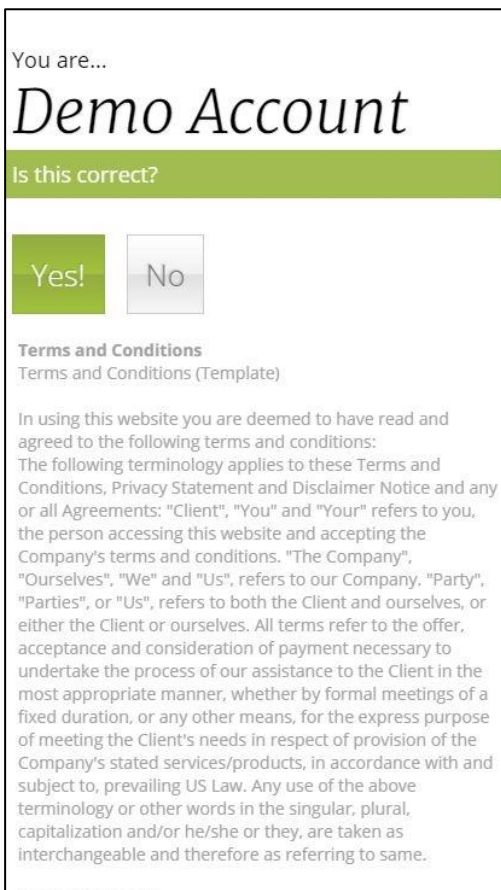 You are...
Demo Account
Is this correct?
Yes! No
Terms and Conditions
Terms and Conditions (Template)
In using this website you are deemed to have read and
agreed to the following terms and conditions:
The following terminology applies to these Terms and
Conditions, Privacy Statement and Disclaimer Notice and any
or all Agreements: "Client", "You" and "Your" refers to you,
the person accessing this website and accepting the
Company's terms and conditions. "The Company",
"Ourselves", "We" and "Us", refers to our Company. "Party",
"Parties", or "Us", refers to both the Client and ourselves, or
either the Client or ourselves. All terms refer to the offer,
acceptance and consideration of payment necessary to
undertake the process of our assistance to the Client in the
most appropriate manner, whether by formal meetings of a
fixed duration, or any other means, for the express purpose
of meeting the Client's needs in respect of provision of the
Company's stated services/products, in accordance with and
subject to, prevailing US Law. Any use of the above
terminology or other words in the singular, plural,
capitalization and/or he/she or they, are taken as
interchangeable and therefore as referring to same.